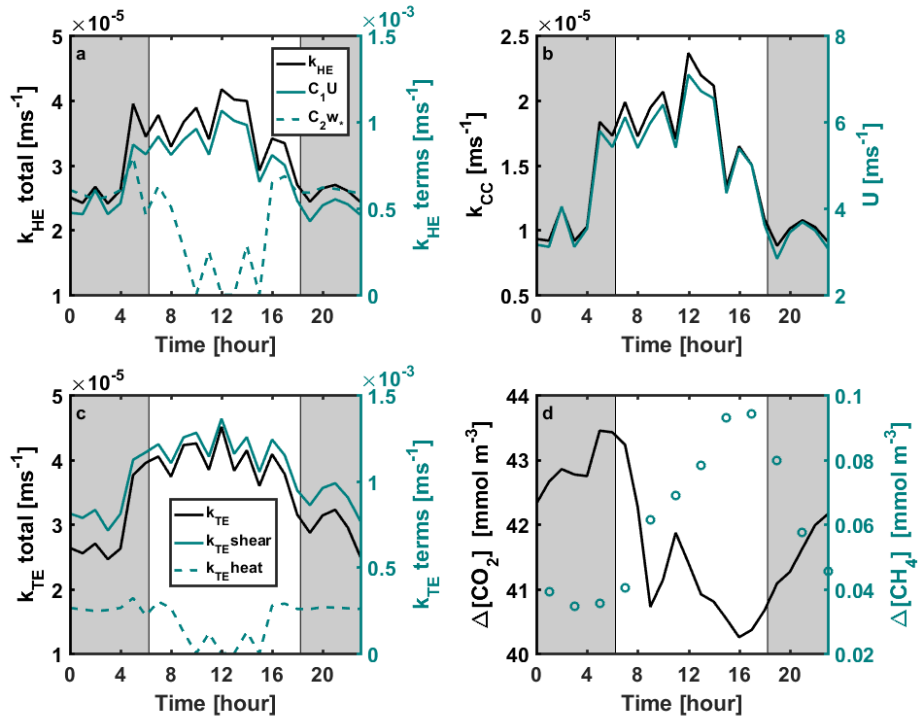 ×10⁻⁵
×10⁻³
a
5
4
3
2
1
k_HE total [ms⁻¹]
k_HE
C₁U
C₂w_*
1.5
1
0.5
0
k_HE terms [ms⁻¹]
0 4 8 12 16 20
Time [hour]
×10⁻⁵
b
2.5
2
1.5
1
0.5
k_CC [ms⁻¹]
8
6
4
2
U [ms⁻¹]
0 4 8 12 16 20
Time [hour]
×10⁻⁵
×10⁻³
c
5
4
3
2
1
k_TE total [ms⁻¹]
k_TE
k_TE shear
k_TE heat
1.5
1
0.5
0
k_TE terms [ms⁻¹]
0 4 8 12 16 20
Time [hour]
d
44
43
42
41
40
Δ[CO₂] [mmol m⁻³]
0.1
0.08
0.06
0.04
0.02
Δ[CH₄] [mmol m⁻³]
0 4 8 12 16 20
Time [hour]